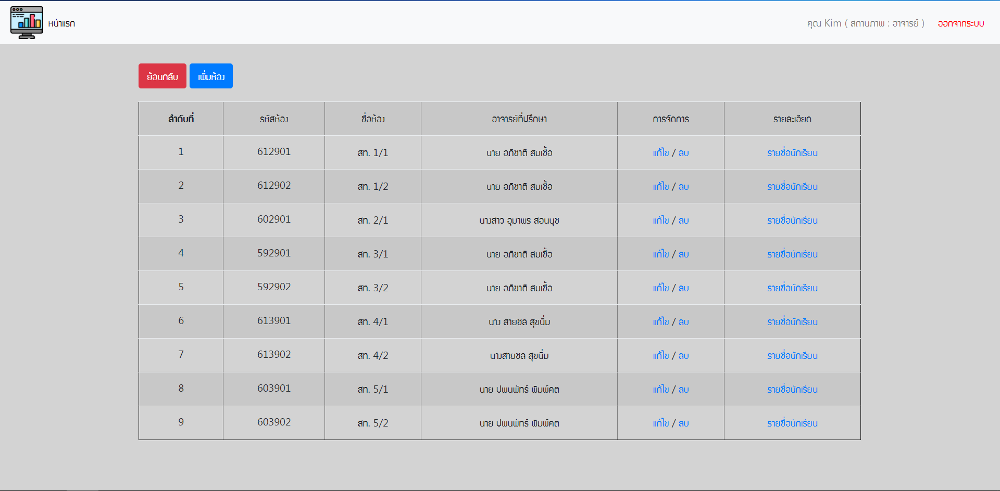 หน้าแรก คุณ Kim ( สถานภาพ : อาจารย์ ) ออกจากระบบ
ย้อนกลับ เพิ่มห้อง
ลำดับที่ รหัสห้อง ชื่อห้อง อาจารย์ที่ปรึกษา การจัดการ รายละเอียด
1 612901 สท. 1/1 นาย อภิชาติ สมเชื้อ แก้ไข / ลบ รายชื่อนักเรียน
2 612902 สท. 1/2 นาย อภิชาติ สมเชื้อ แก้ไข / ลบ รายชื่อนักเรียน
3 602901 สท. 2/1 นางสาว อุมาพร สอนนุช แก้ไข / ลบ รายชื่อนักเรียน
4 592901 สท. 3/1 นาย อภิชาติ สมเชื้อ แก้ไข / ลบ รายชื่อนักเรียน
5 592902 สท. 3/2 นาย อภิชาติ สมเชื้อ แก้ไข / ลบ รายชื่อนักเรียน
6 613901 สท. 4/1 นาง สายชล สุขนิ่ม แก้ไข / ลบ รายชื่อนักเรียน
7 613902 สท. 4/2 นางสายชล สุขนิ่ม แก้ไข / ลบ รายชื่อนักเรียน
8 603901 สท. 5/1 นาย ปพนพัทธ์ พิมพ์คต แก้ไข / ลบ รายชื่อนักเรียน
9 603902 สท. 5/2 นาย ปพนพัทธ์ พิมพ์คต แก้ไข / ลบ รายชื่อนักเรียน